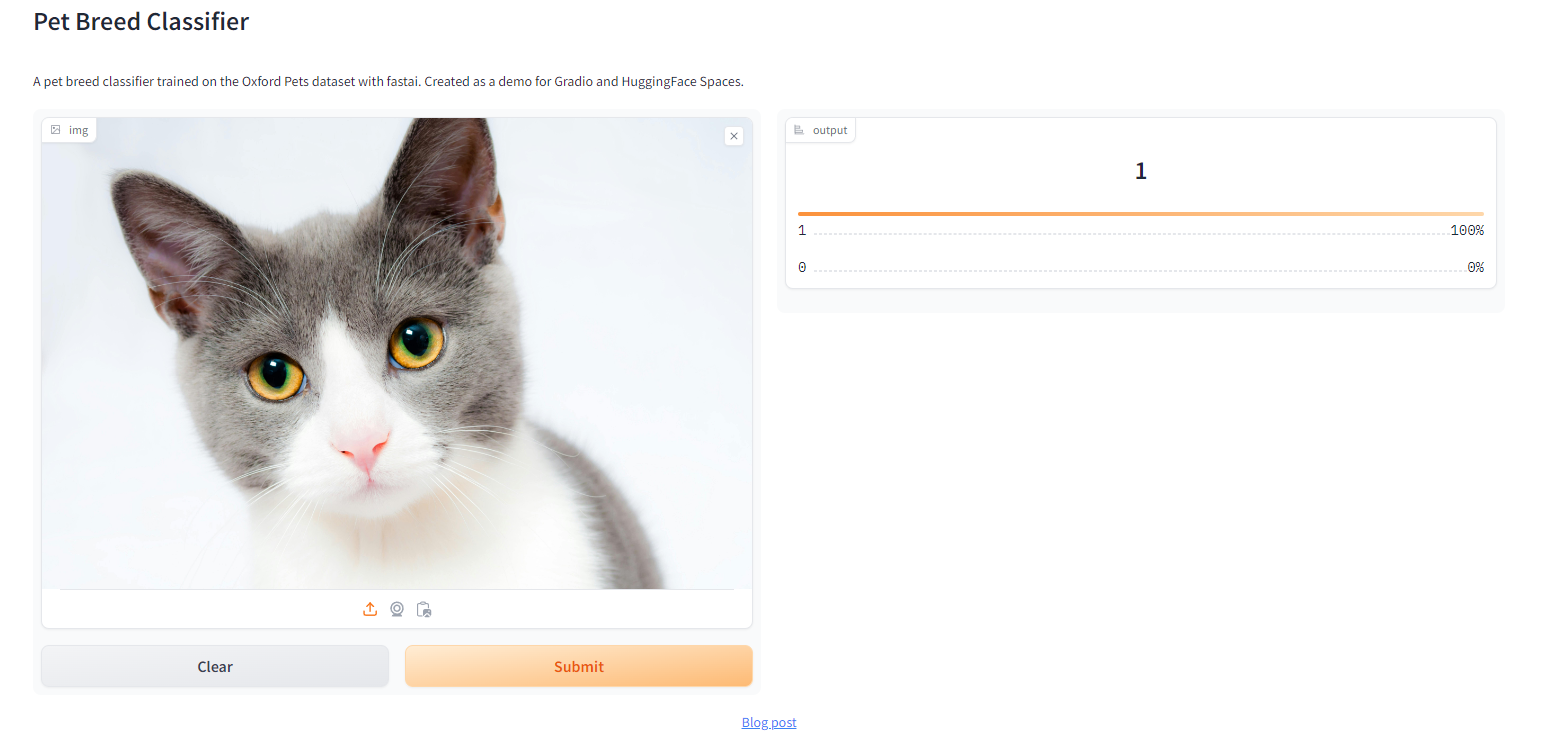 Pet Breed Classifier
A pet breed classifier trained on the Oxford Pets dataset with fastai. Created as a demo for Gradio and HuggingFace Spaces.
img
output
1
1 100%
0 0%
Clear
Submit
Blog post